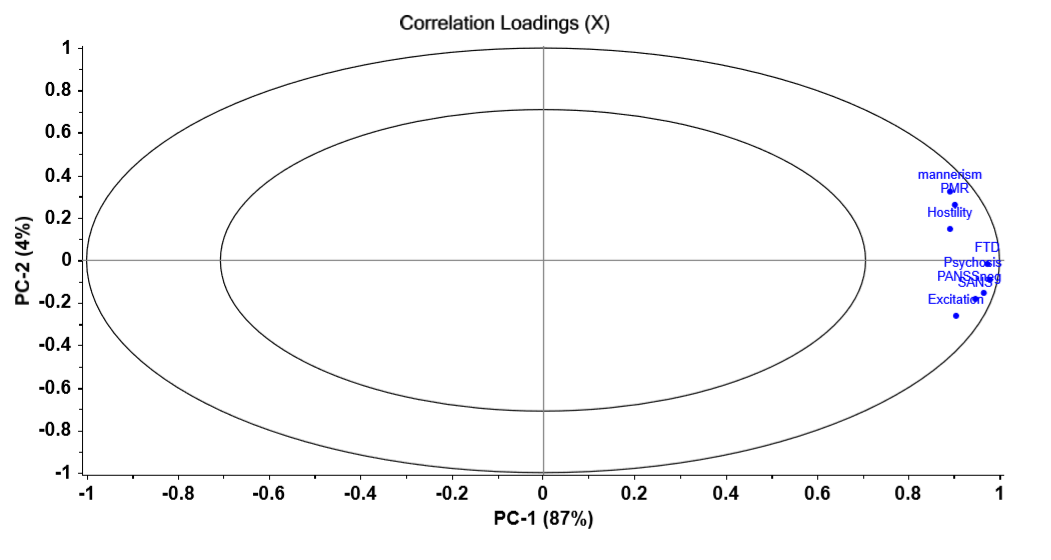 Correlation Loadings (X)
1
0.8
0.6
0.4
0.2
0
-0.2
-0.4
-0.6
-0.8
-1
PC-2 (4%)
mannerism
PMR
Hostility
FTD
Psychosis
PANSSneg
SANS
Excitation
-1 -0.8 -0.6 -0.4 -0.2 0 0.2 0.4 0.6 0.8 1
PC-1 (87%)